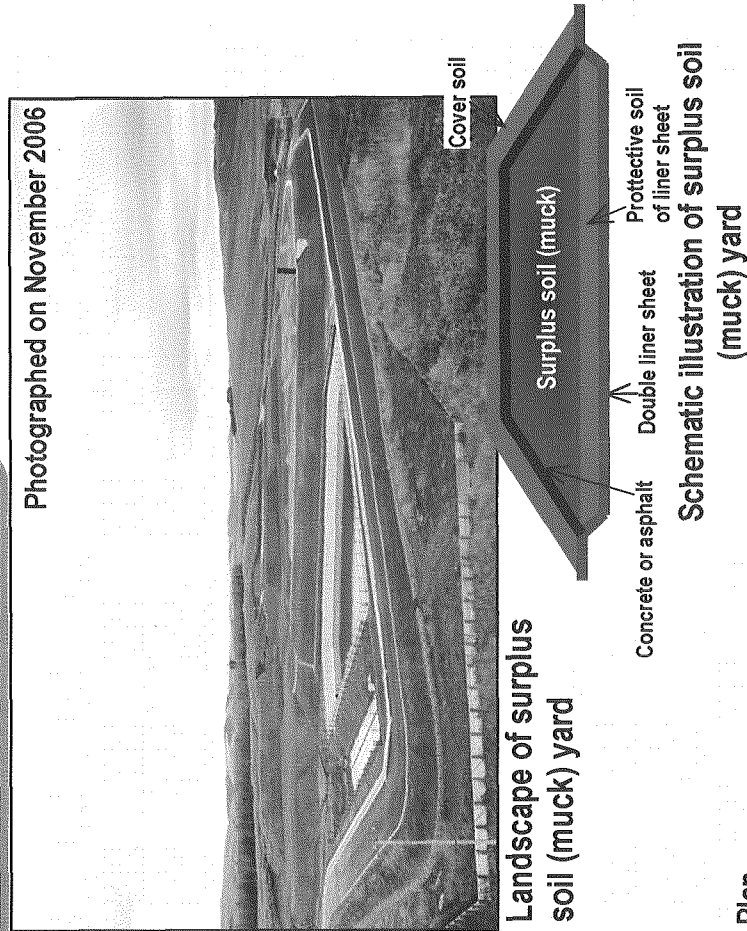 Photographed on November 2006
Landscape of surplus
soil (muck) yard
Cover soil
Surplus soil (muck)
Concrete or asphalt
Double liner sheet
Prottective soil
of liner sheet
Schematic illustration of surplus soil
(muck) yard
Plan